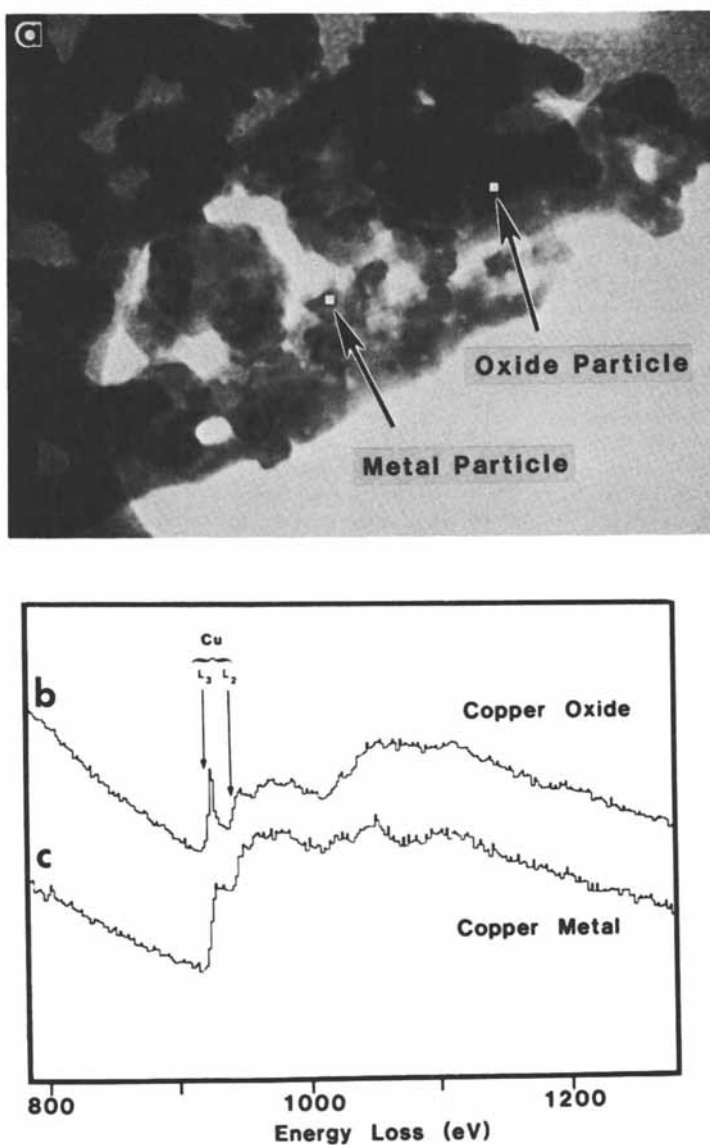 a
Oxide Particle
Metal Particle
Cu
L3 L2
b
Copper Oxide
c
Copper Metal
800 1000 1200
Energy Loss (eV)